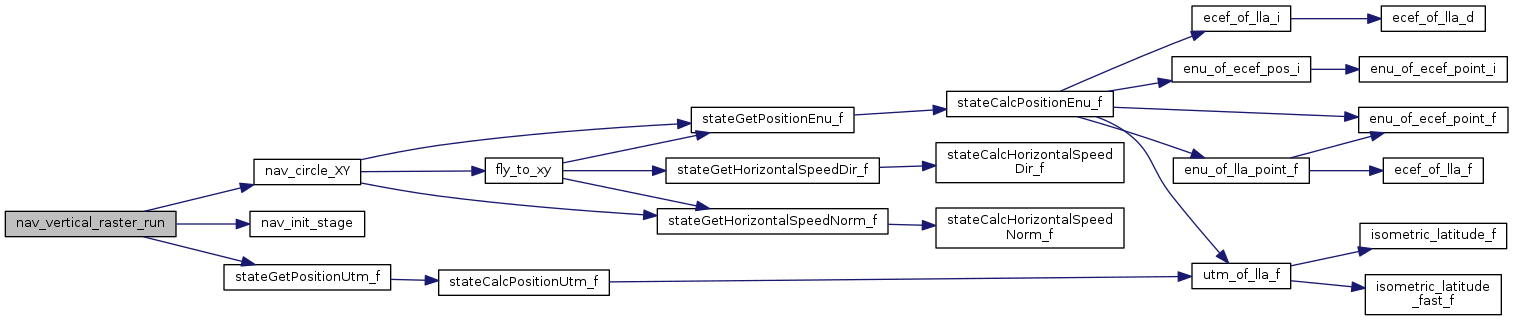 ecef_of_lla_i
ecef_of_lla_d
enu_of_ecef_pos_i
enu_of_ecef_point_i
stateCalcPositionEnu_f
stateGetPositionEnu_f
enu_of_ecef_point_f
stateCalcHorizontalSpeed
Dir_f
nav_circle_XY
fly_to_xy
stateGetHorizontalSpeedDir_f
enu_of_lla_point_f
ecef_of_lla_f
nav_vertical_raster_run
nav_init_stage
stateGetHorizontalSpeedNorm_f
stateCalcHorizontalSpeed
Norm_f
isometric_latitude_f
stateGetPositionUtm_f
stateCalcPositionUtm_f
utm_of_lla_f
isometric_latitude
_fast_f